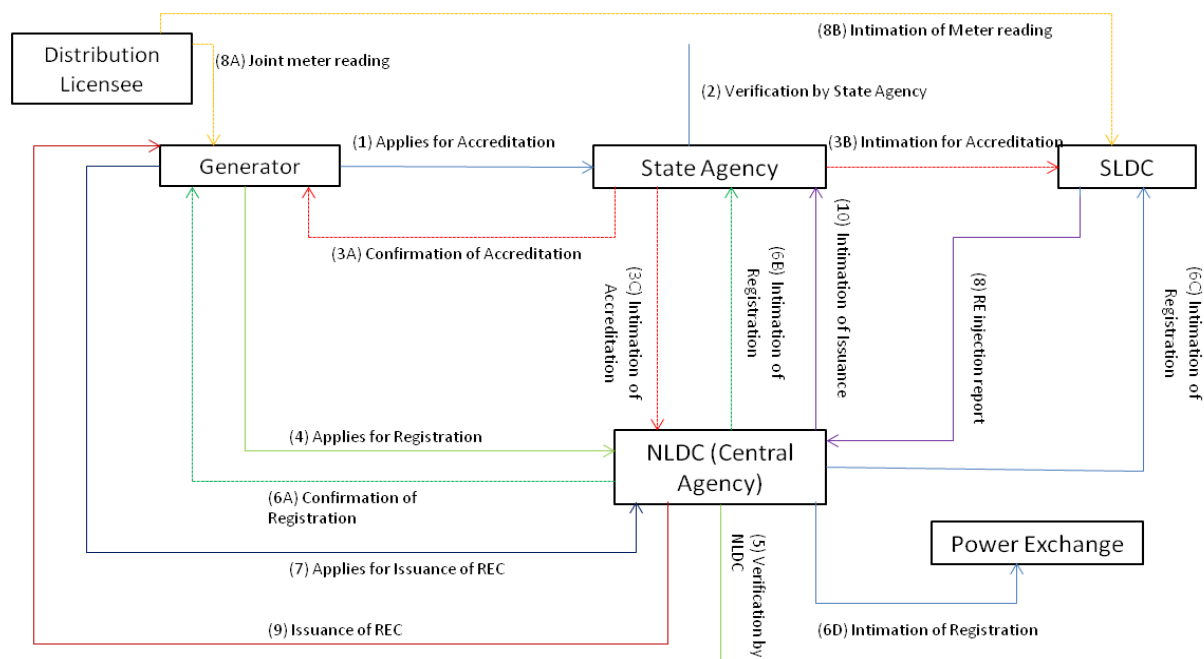 (8B) Intimation of Meter reading
Distribution
Licensee
(8A) Joint meter reading
(2) Verification by State Agency
(1) Applies for Accreditation
(3B) Intimation for Accreditation
Generator
State Agency
SLDC
(3A) Confirmation of Accreditation
(3C) Intimation of
Accreditation
(6B) Intimation of
Registration
(10) Intimation of Issuance
(8) RE injection report
(6C) Intimation of
Registration
(4) Applies for Registration
NLDC (Central
Agency)
(6A) Confirmation of
Registration
(5) Verification by
NLDC
Power Exchange
(7) Applies for Issuance of REC
(9) Issuance of REC
(6D) Intimation of Registration